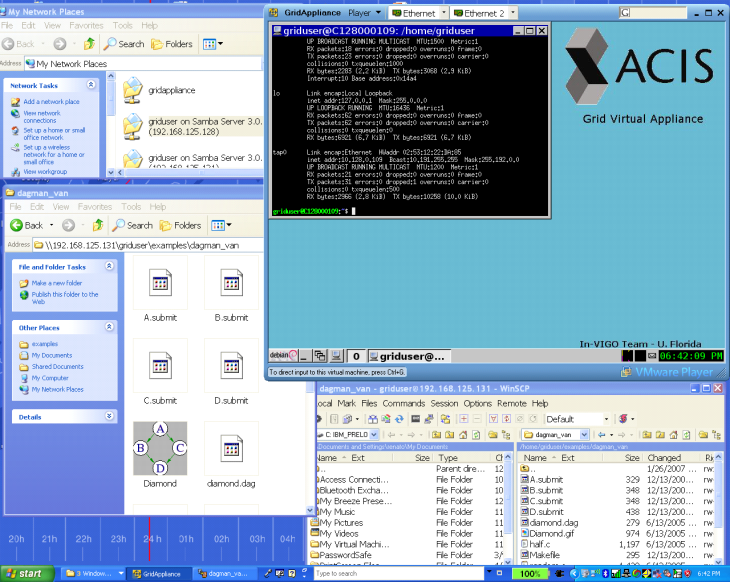 My Network Places
File Edit View Favorites Tools Help
Back Search Folders
Address My Network Places
Network Tasks
Add a network place
View network
connections
Set up a home or small
office network
Set up a wireless
network for a home or
small office
View workgroup
gridappliance
griduser on Samba Server 3.0.
(192.168.125.128)
griduser on Samba Server 3.0.
(192.168.125.131)
dagman_van
File Edit View Favorites Tools Help
Back Search Folders
Address \\192.168.125.131\griduser\examples\dagman_van
File and Folder Tasks
Make a new folder
Publish this folder to the
Web
Other Places
examples
My Documents
Shared Documents
My Computer
My Network Places
Details
A.submit
B.submit
C.submit
D.submit
A
B C
D
Diamond
diamond.dag
20h 21h 22h 23h 24 h 01h 02h 03h 04h
GridAppliance Player Ethernet Ethernet 2 G
griduser@C128000109: /home/griduser
UP BROADCAST RUNNING MULTICAST MTU:1500 Metric:1
RX packets:18 errors:0 dropped:0 overruns:0 frame:0
TX packets:33 errors:0 dropped:0 overruns:0 carrier:0
collisions:0 txqueuelen:1000
RX bytes:2283 (2.2 KiB) TX bytes:3068 (2.9 KiB)
Interrupt:10 Base address:0x14a4
lo Link encap:Local Loopback
inet addr:127.0.0.1 Mask:255.0.0.0
UP LOOPBACK RUNNING MTU:16436 Metric:1
RX packets:62 errors:0 dropped:0 overruns:0 frame:0
TX packets:62 errors:0 dropped:0 overruns:0 carrier:0
collisions:0 txqueuelen:0
RX bytes:6921 (6.7 KiB) TX bytes:6921 (6.7 KiB)
tap0 Link encap:Ethernet HWaddr 02:53:12:22:DA:85
inet addr:10.128.0.109 Bcast:10.191.255.255 Mask:255.192.0.0
UP BROADCAST RUNNING MULTICAST MTU:1200 Metric:1
RX packets:21 errors:0 dropped:0 overruns:0 frame:0
TX packets:31 errors:0 dropped:1 overruns:0 carrier:0
collisions:0 txqueuelen:500
RX bytes:2966 (2.8 KiB) TX bytes:10258 (10.0 KiB)
griduser@C128000109:~$
ACIS
Grid Virtual Appliance
In-VIGO Team - U. Florida
debian 0 griduser@... 06:42:09 PM
To direct input to this virtual machine, press Ctrl+G.
VMware Player
dagman_van - griduser@192.168.125.131 - WinSCP
ocal Mark Files Commands Session Options Remote Help
Default
C: IBM_PRELO dagman_van
Name Ext Size Type
.. Parent dire...
Access Connecti... File Folder
Bluetooth Excha... File Folder
My Breeze Prese... File Folder
My Music File Folder
My Pictures File Folder
My Videos File Folder
My Virtual Machi... File Folder
PasswordSafe File Folder
/home/griduser/examples/dagman_van
Name Ext Size Changed
.. 1/26/2007 ... rw
A.submit 329 12/13/200... rw
B.submit 348 12/13/200... rw
C.submit 348 12/13/200... rw
D.submit 438 12/13/200... rw
diamond.dag 279 6/13/2005 ... rw
Diamond.gif 974 6/13/2005 ... rw
half.c 1,197 6/13/2005 ... rw
Makefile 295 12/13/200... rw
start 3 Window... GridAppliance dagman_va... Type to search 100% 6:42 PM